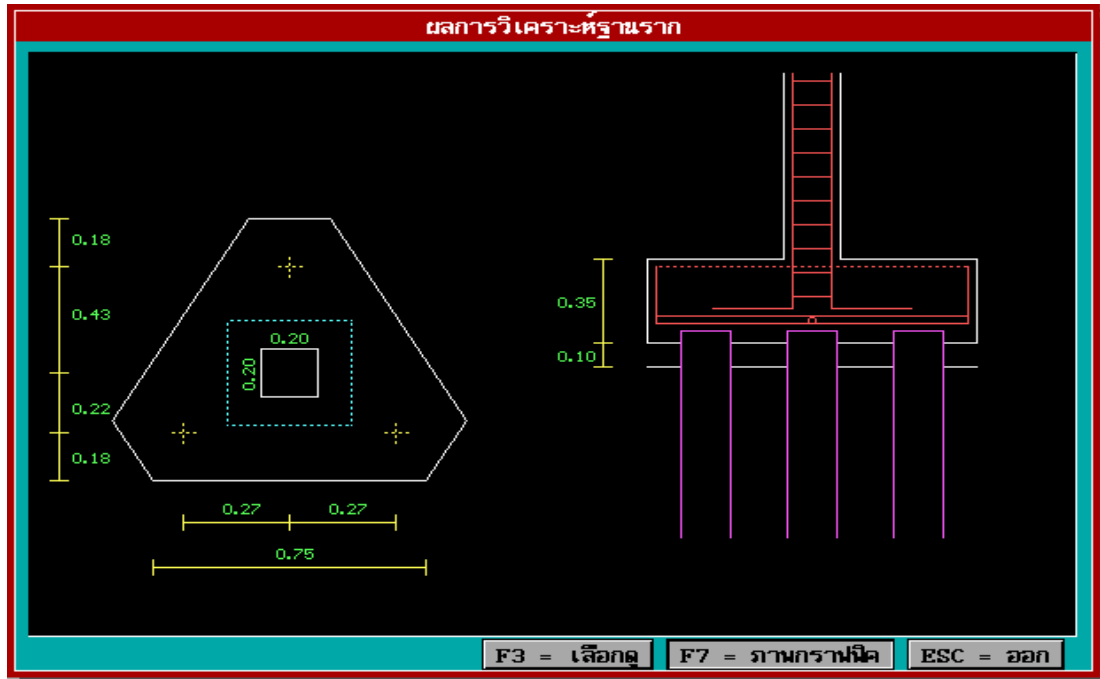 ผลการวิเคราะห์ฐานราก
0.18
0.43
0.22
0.18
0.20
0.20
0.27 0.27
0.75
0.35
0.10
F3 = เลือกดู
F7 = ภาพกราฟฟิค
ESC = ออก